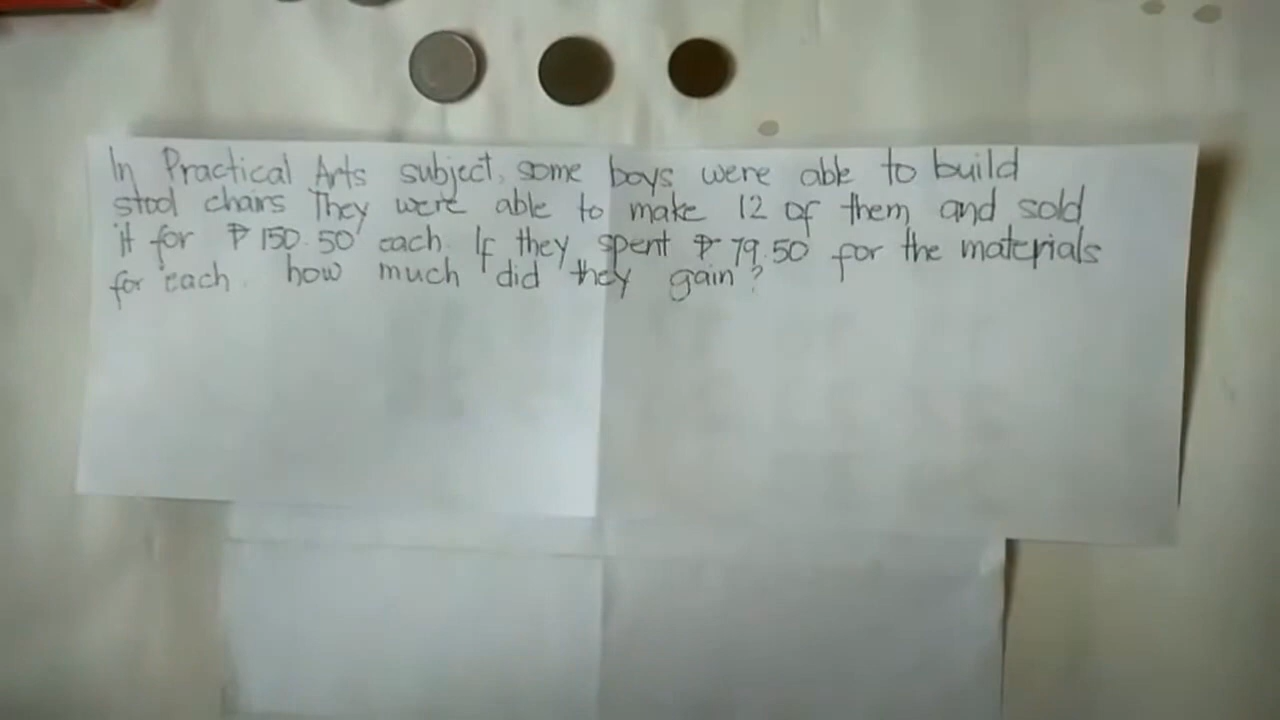 In Practical Arts subject, some boys were able to build
stool chairs They were able to make 12 of them and sold
it for ₱150.50 each. If they spent ₱79.50 for the materials
for each. how much did they gain?